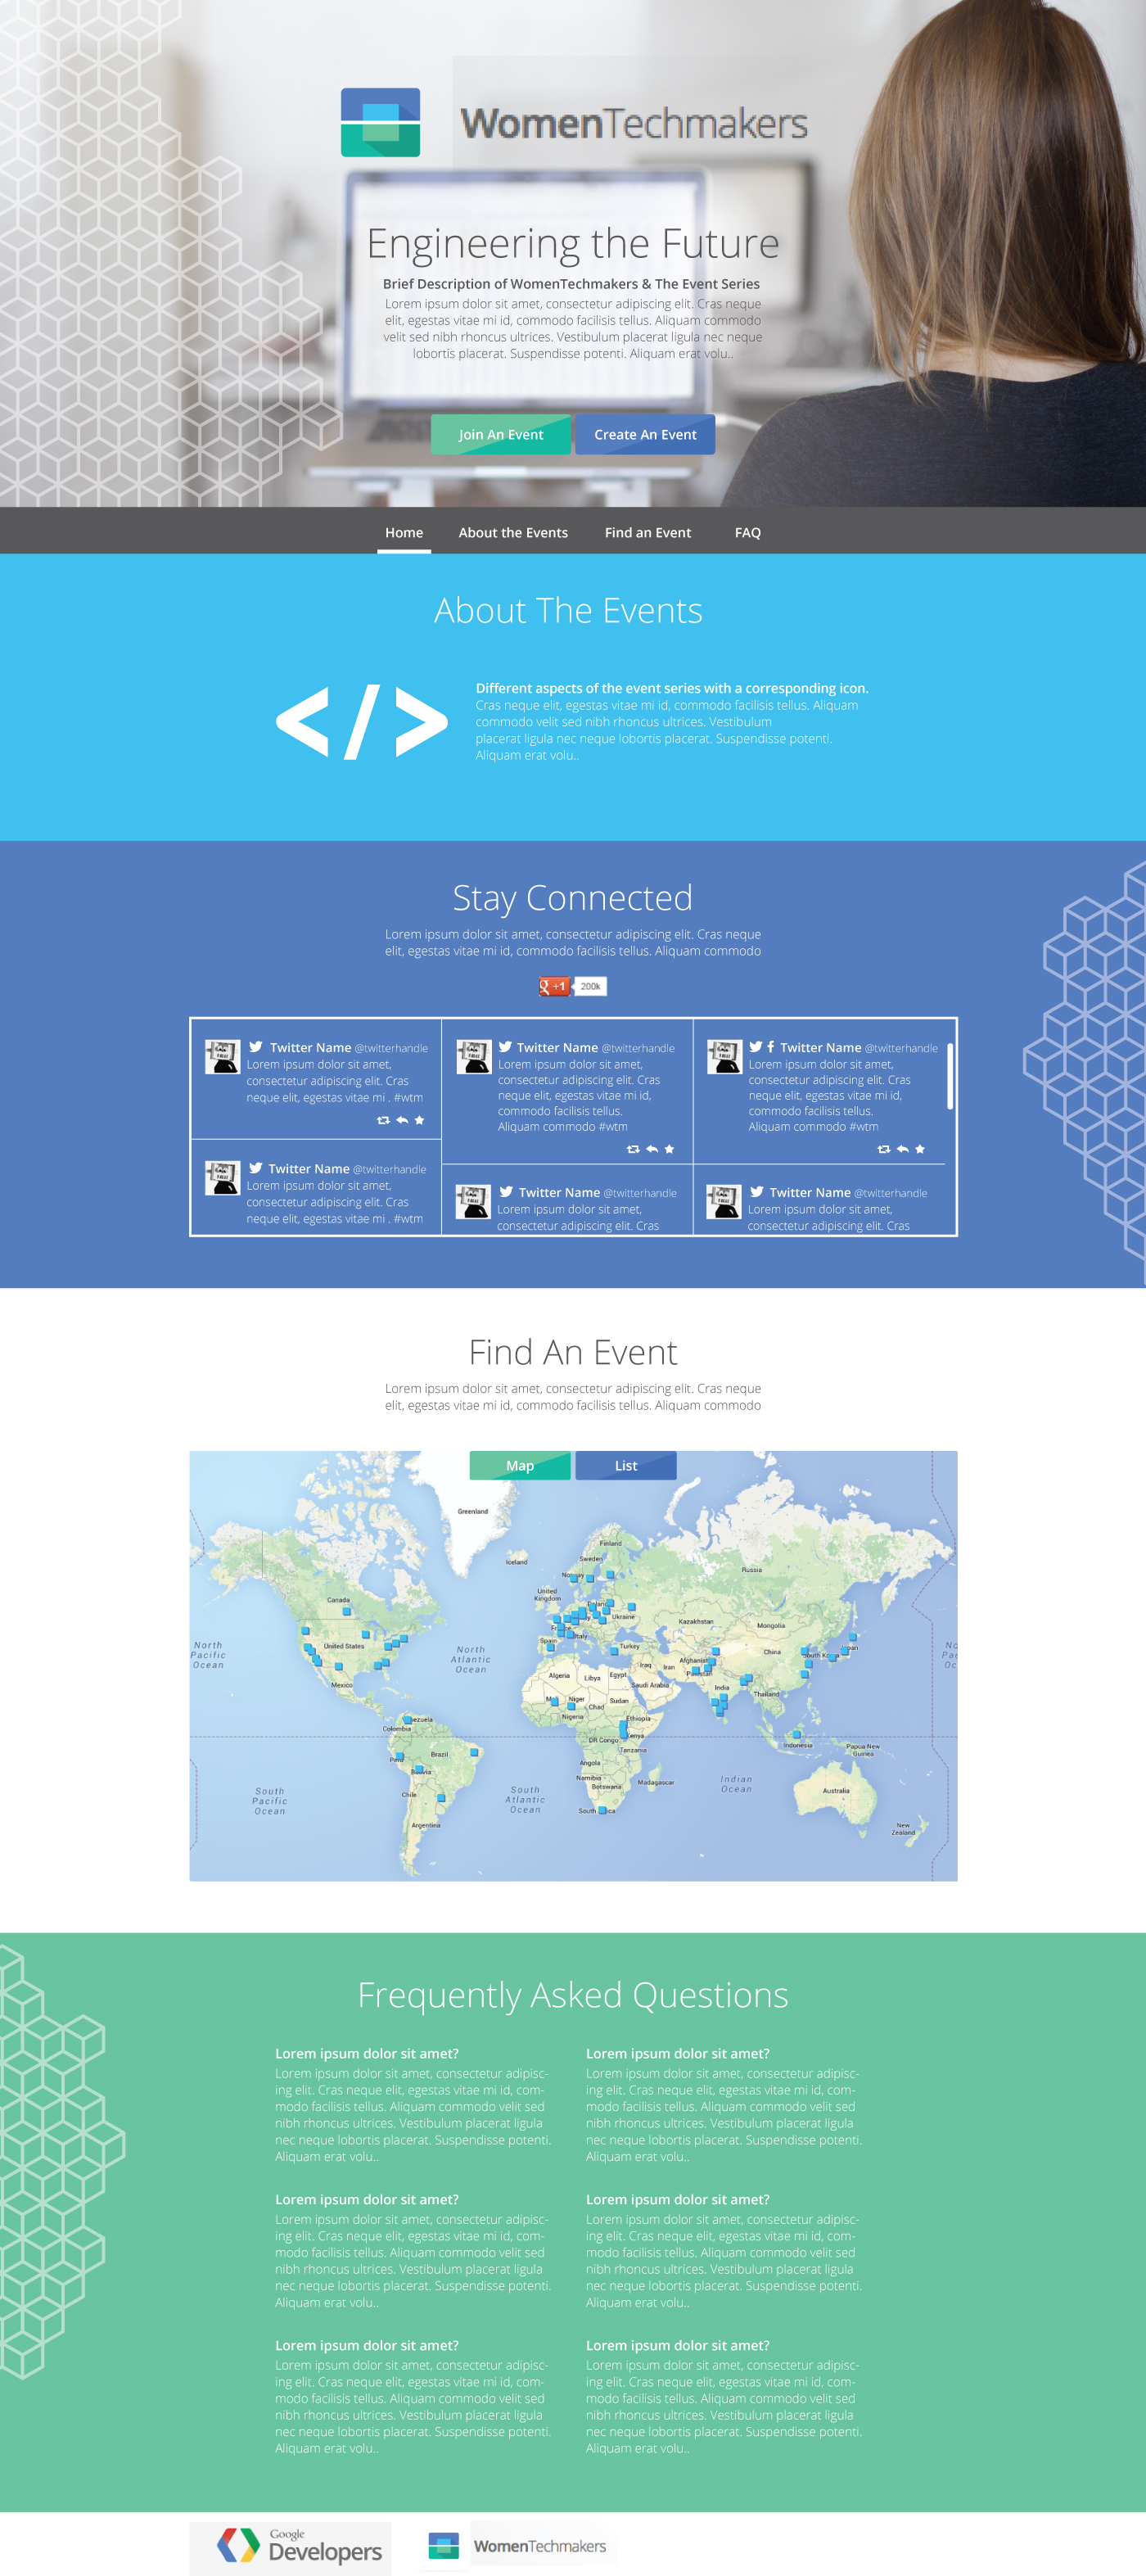 WomenTechmakers
Engineering the Future
Brief Description of WomenTechmakers & The Event Series
Lorem ipsum dolor sit amet, consectetur adipiscing elit. Cras neque
elit, egestas vitae mi id, commodo facilisis tellus. Aliquam commodo
velit sed nibh rhoncus ultrices. Vestibulum placerat ligula nec neque
lobortis placerat. Suspendisse potenti. Aliquam erat volu..
Join An Event
Create An Event
Home
About the Events
Find an Event
FAQ
About The Events
</>
Different aspects of the event series with a corresponding icon.
Cras neque elit, egestas vitae mi id, commodo facilisis tellus. Aliquam
commodo velit sed nibh rhoncus ultrices. Vestibulum
placerat ligula nec neque lobortis placerat. Suspendisse potenti.
Aliquam erat volu..
Stay Connected
Lorem ipsum dolor sit amet, consectetur adipiscing elit. Cras neque
elit, egestas vitae mi id, commodo facilisis tellus. Aliquam commodo
g +1
200k
Twitter Name @twitterhandle
Lorem ipsum dolor sit amet,
consectetur adipiscing elit. Cras
neque elit, egestas vitae mi . #wtm
Twitter Name @twitterhandle
Lorem ipsum dolor sit amet,
consectetur adipiscing elit. Cras
neque elit, egestas vitae mi . #wtm
Twitter Name @twitterhandle
Lorem ipsum dolor sit amet,
consectetur adipiscing elit. Cras
neque elit, egestas vitae mi id,
commodo facilisis tellus.
Aliquam commodo #wtm
Twitter Name @twitterhandle
Lorem ipsum dolor sit amet,
consectetur adipiscing elit. Cras
Twitter Name @twitterhandle
Lorem ipsum dolor sit amet,
consectetur adipiscing elit. Cras
neque elit, egestas vitae mi id,
commodo facilisis tellus.
Aliquam commodo #wtm
Twitter Name @twitterhandle
Lorem ipsum dolor sit amet,
consectetur adipiscing elit. Cras
Find An Event
Lorem ipsum dolor sit amet, consectetur adipiscing elit. Cras neque
elit, egestas vitae mi id, commodo facilisis tellus. Aliquam commodo
Map
List
Greenland
Iceland
Finland
Sweden
Norway
Russia
United
Kingdom
Ukraine
Canada
Kazakhstan
Mongolia
United States
Spain
Italy
Turkey
China
North
Pacific
Ocean
North
Atlantic
Ocean
Iraq
Iran
Pakistan
Algeria
Libya
Egypt
Saudi Arabia
Mexico
India
Thailand
Niger
Chad
Sudan
Nigeria
Ethiopia
Colombia
DR Congo
Tanzania
Indonesia
Papua New
Guinea
Brazil
Angola
Namibia
Botswana
Madagascar
Indian
Ocean
Australia
South
Pacific
Ocean
Chile
South
Atlantic
Ocean
Argentina
New
Zealand
Frequently Asked Questions
Lorem ipsum dolor sit amet?
Lorem ipsum dolor sit amet, consectetur adipisc-
ing elit. Cras neque elit, egestas vitae mi id, com-
modo facilisis tellus. Aliquam commodo velit sed
nibh rhoncus ultrices. Vestibulum placerat ligula
nec neque lobortis placerat. Suspendisse potenti.
Aliquam erat volu..
Lorem ipsum dolor sit amet?
Lorem ipsum dolor sit amet, consectetur adipisc-
ing elit. Cras neque elit, egestas vitae mi id, com-
modo facilisis tellus. Aliquam commodo velit sed
nibh rhoncus ultrices. Vestibulum placerat ligula
nec neque lobortis placerat. Suspendisse potenti.
Aliquam erat volu..
Lorem ipsum dolor sit amet?
Lorem ipsum dolor sit amet, consectetur adipisc-
ing elit. Cras neque elit, egestas vitae mi id, com-
modo facilisis tellus. Aliquam commodo velit sed
nibh rhoncus ultrices. Vestibulum placerat ligula
nec neque lobortis placerat. Suspendisse potenti.
Aliquam erat volu..
Lorem ipsum dolor sit amet?
Lorem ipsum dolor sit amet, consectetur adipisc-
ing elit. Cras neque elit, egestas vitae mi id, com-
modo facilisis tellus. Aliquam commodo velit sed
nibh rhoncus ultrices. Vestibulum placerat ligula
nec neque lobortis placerat. Suspendisse potenti.
Aliquam erat volu..
Lorem ipsum dolor sit amet?
Lorem ipsum dolor sit amet, consectetur adipisc-
ing elit. Cras neque elit, egestas vitae mi id, com-
modo facilisis tellus. Aliquam commodo velit sed
nibh rhoncus ultrices. Vestibulum placerat ligula
nec neque lobortis placerat. Suspendisse potenti.
Aliquam erat volu..
Lorem ipsum dolor sit amet?
Lorem ipsum dolor sit amet, consectetur adipisc-
ing elit. Cras neque elit, egestas vitae mi id, com-
modo facilisis tellus. Aliquam commodo velit sed
nibh rhoncus ultrices. Vestibulum placerat ligula
nec neque lobortis placerat. Suspendisse potenti.
Aliquam erat volu..
Google
Developers
WomenTechmakers